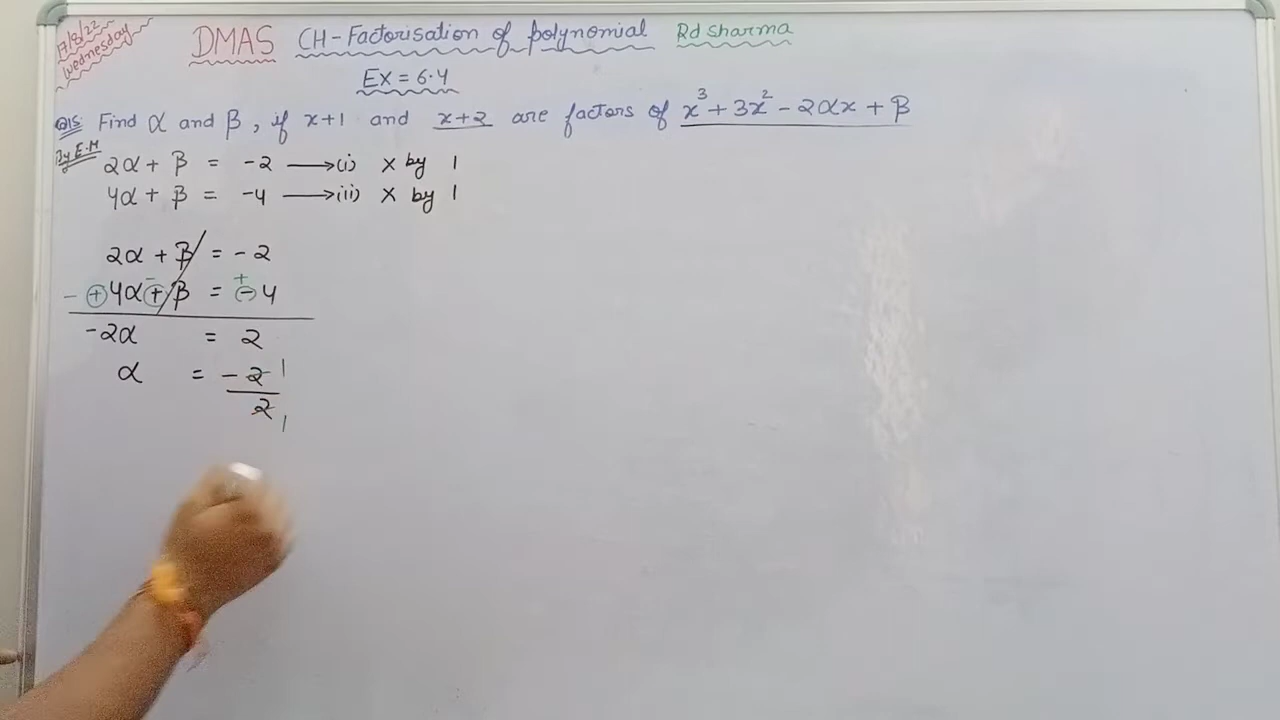 17/8/22
Wednesday
DMAS CH-Factorisation of polynomial Rd sharma
Ex = 6.4
Q15: Find α and β, if x+1 and x+2 are factors of x³ + 3x² - 2αx + β
By E.M
2α + β = -2 ⟶ (i) × by 1
4α + β = -4 ⟶ (ii) × by 1
2α + β = - 2
- +
- + 4α + β = - 4
-2α = 2
α = - 2 1
2 1